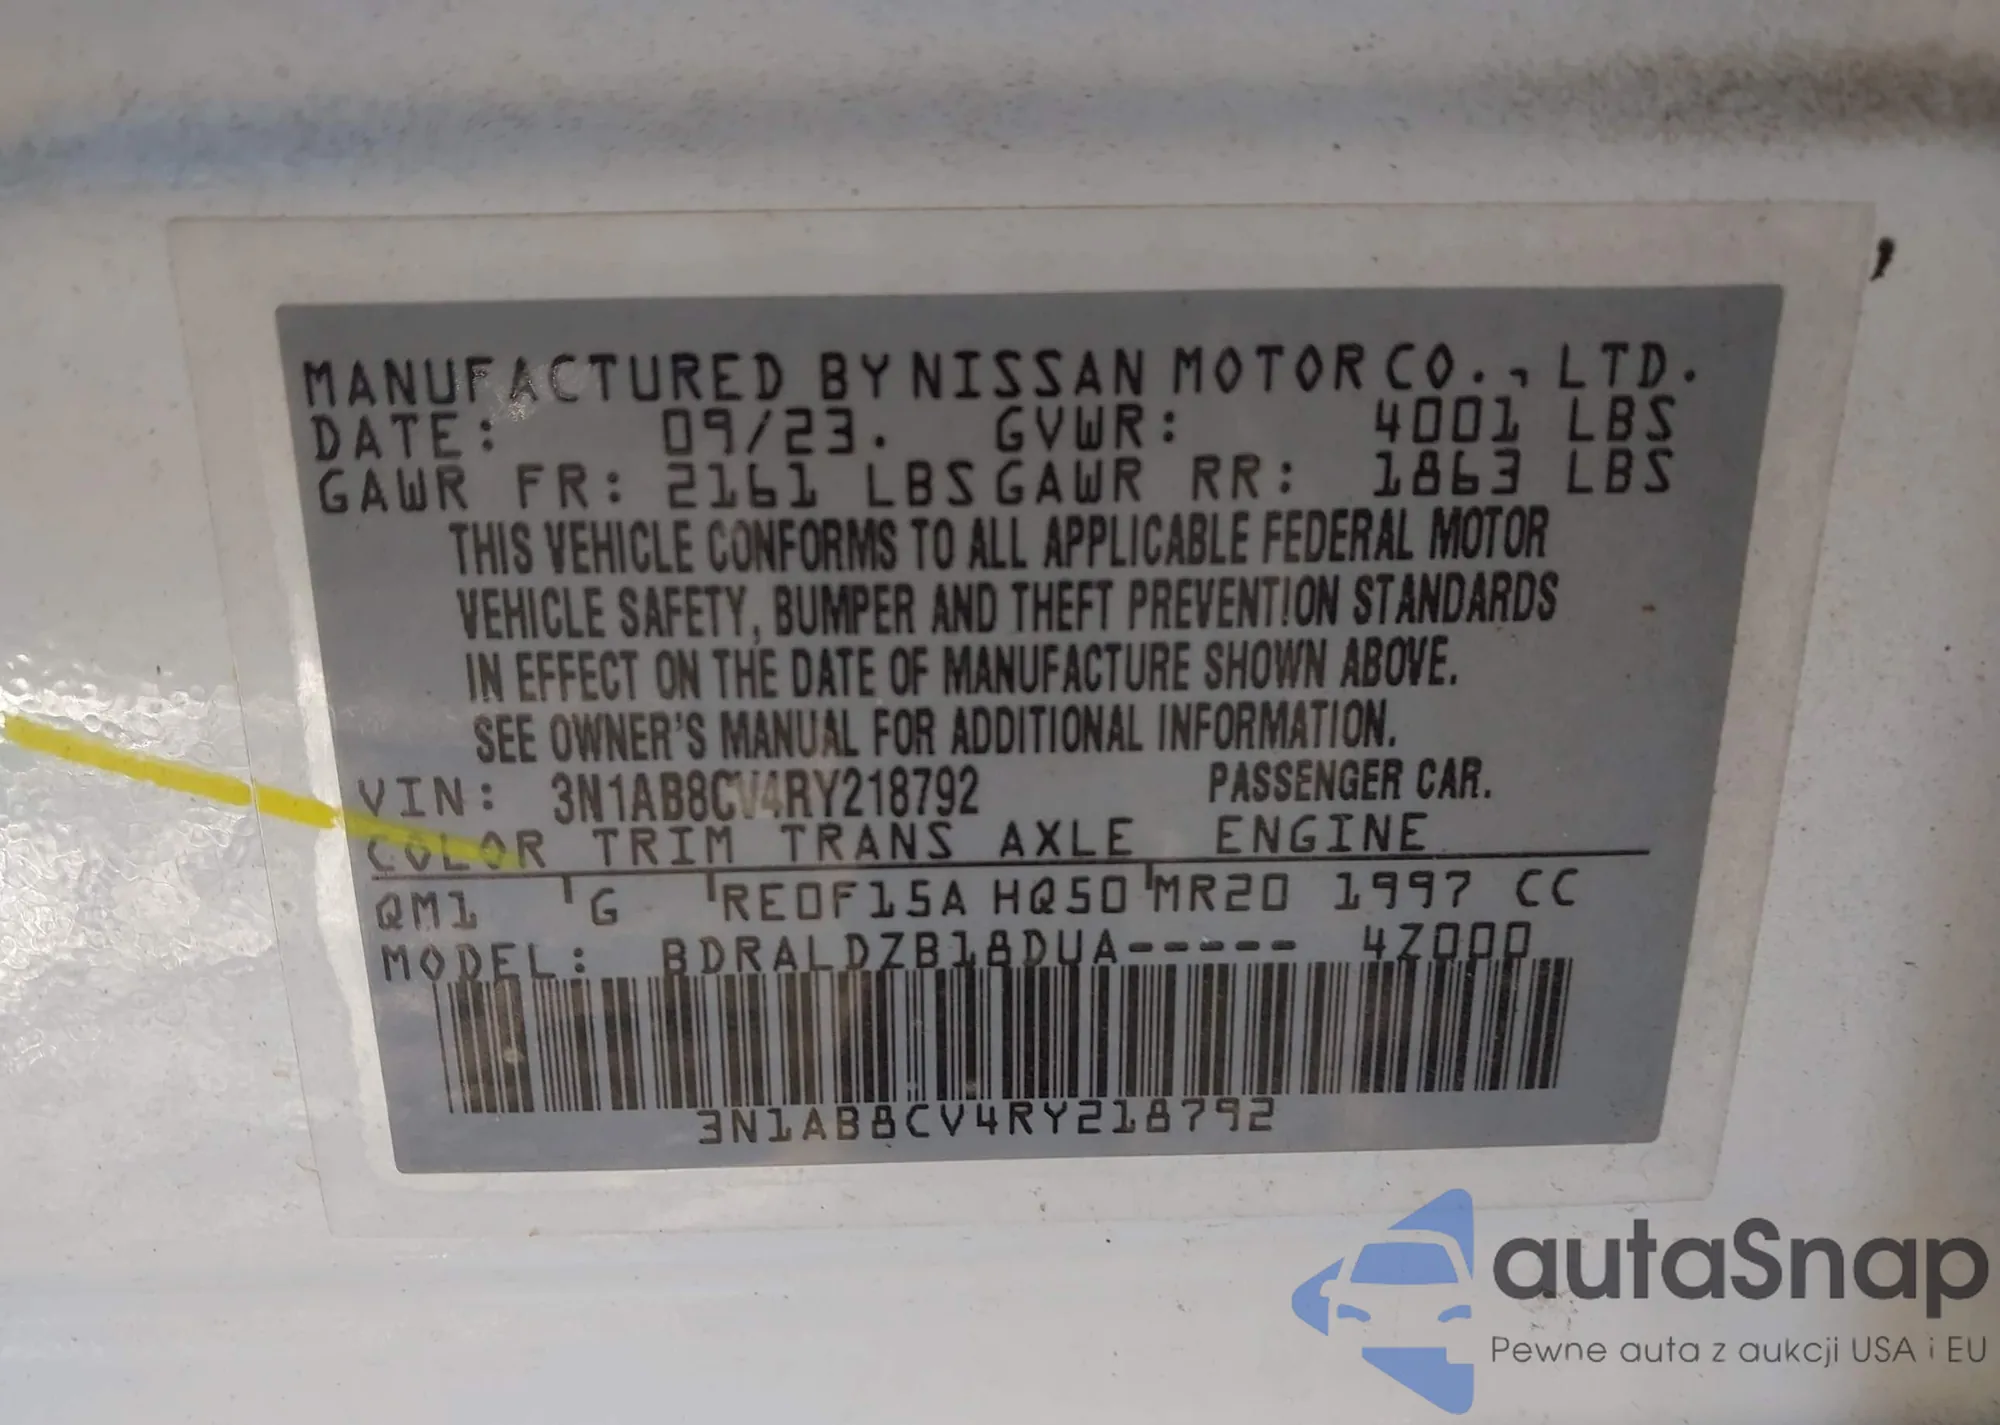 MANUFACTURED BY NISSAN MOTOR CO., LTD.
DATE: 09/23. GVWR: 4001 LBS
GAWR FR: 2161 LBS GAWR RR: 1863 LBS
THIS VEHICLE CONFORMS TO ALL APPLICABLE FEDERAL MOTOR
VEHICLE SAFETY, BUMPER AND THEFT PREVENTION STANDARDS
IN EFFECT ON THE DATE OF MANUFACTURE SHOWN ABOVE.
SEE OWNER'S MANUAL FOR ADDITIONAL INFORMATION.
VIN: 3N1AB8CV4RY218792 PASSENGER CAR.
COLOR TRIM TRANS AXLE ENGINE
QM1 G RE0F15A HQ50 MR20 1997 CC
MODEL: BDRALDZB18DUA----- 4Z000
3N1AB8CV4RY218792
autaSnap
Pewne auta z aukcji USA i EU